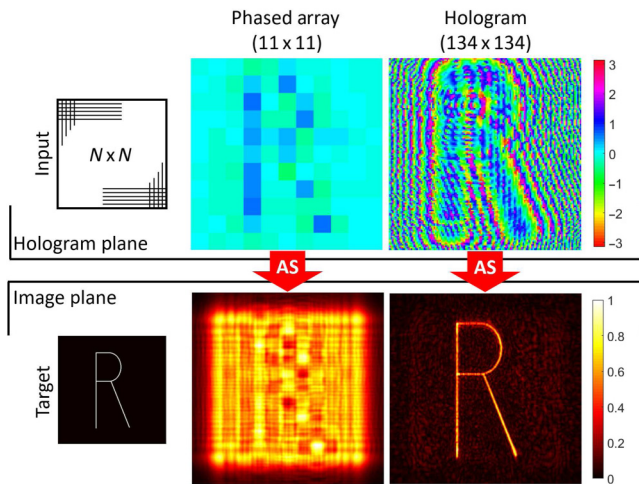 Phased array
(11 x 11)
Hologram
(134 x 134)
Input
N x N
3
2
1
0
-1
-2
-3
Hologram plane
AS
AS
Image plane
Target
R
1
0.8
0.6
0.4
0.2
0